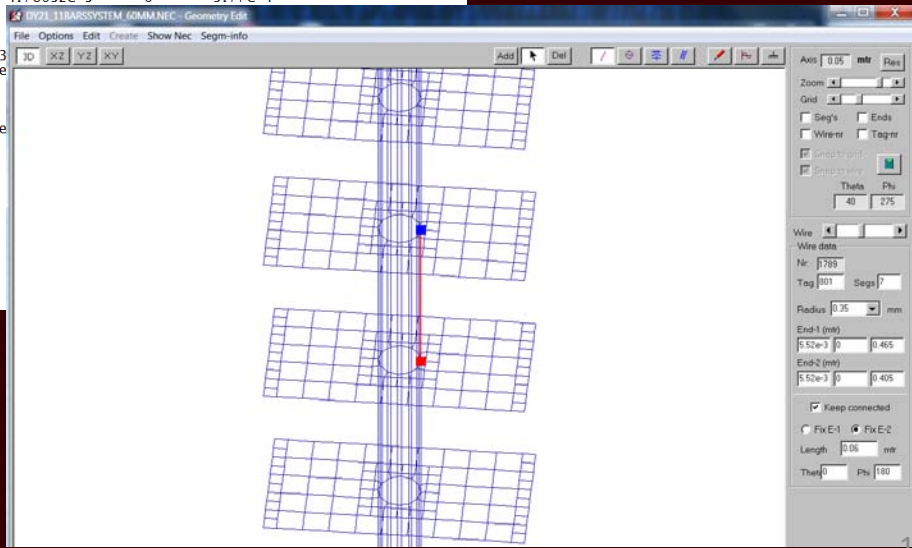 DY21_11BARSSYSTEM_60MM.NEC - Geometry Edit
File Options Edit Create Show Nec Segm-info
3D XZ YZ XY Add Del
Axis 0.05 mtr Res
Zoom
Grid
Seg's Ends
Wire-nr Tag-nr
Snap to grid
Theta Phi
40 275
Wire
Wire data
Nr. 1789
Tag 801 Segs 7
Radius 0.35 mm
End-1 (mtr)
5.52e-3 0 0.465
End-2 (mtr)
5.52e-3 0 0.405
Keep connected
Fix E-1 Fix E-2
Length 0.06 mtr
Thet 0 Phi 180
3
e
e